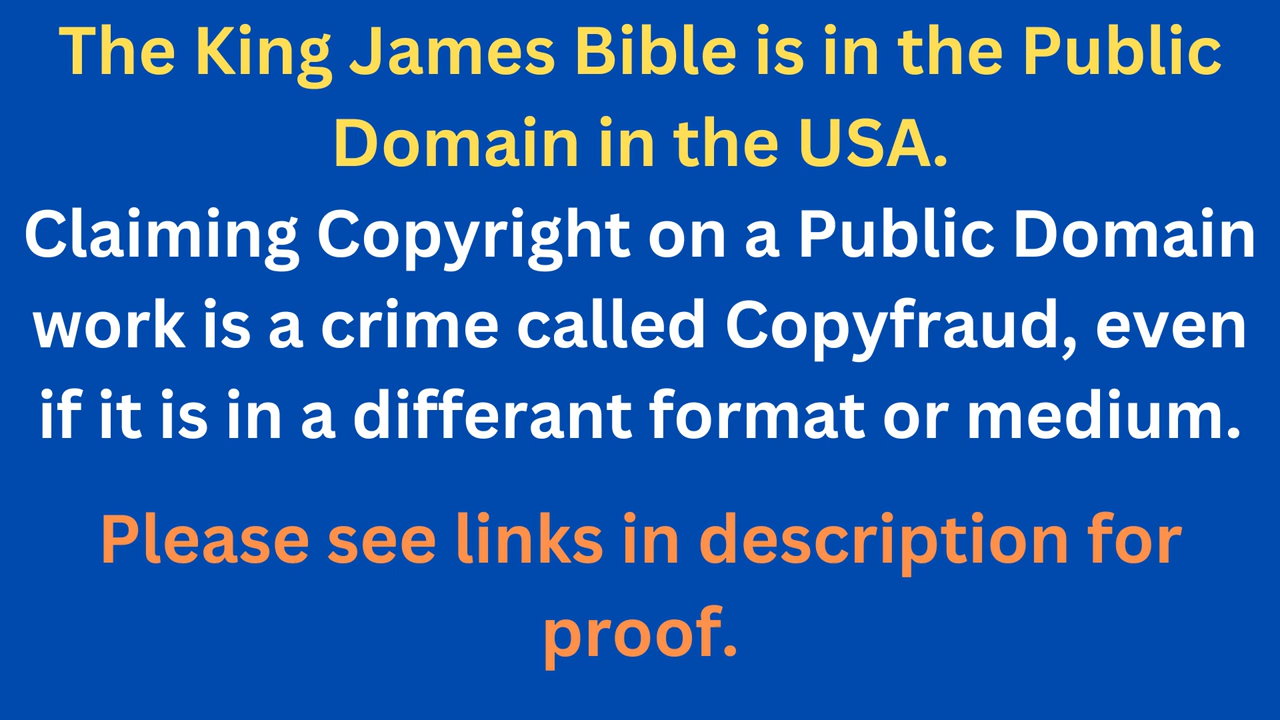 The King James Bible is in the Public
Domain in the USA.
Claiming Copyright on a Public Domain
work is a crime called Copyfraud, even
if it is in a differant format or medium.
Please see links in description for
proof.